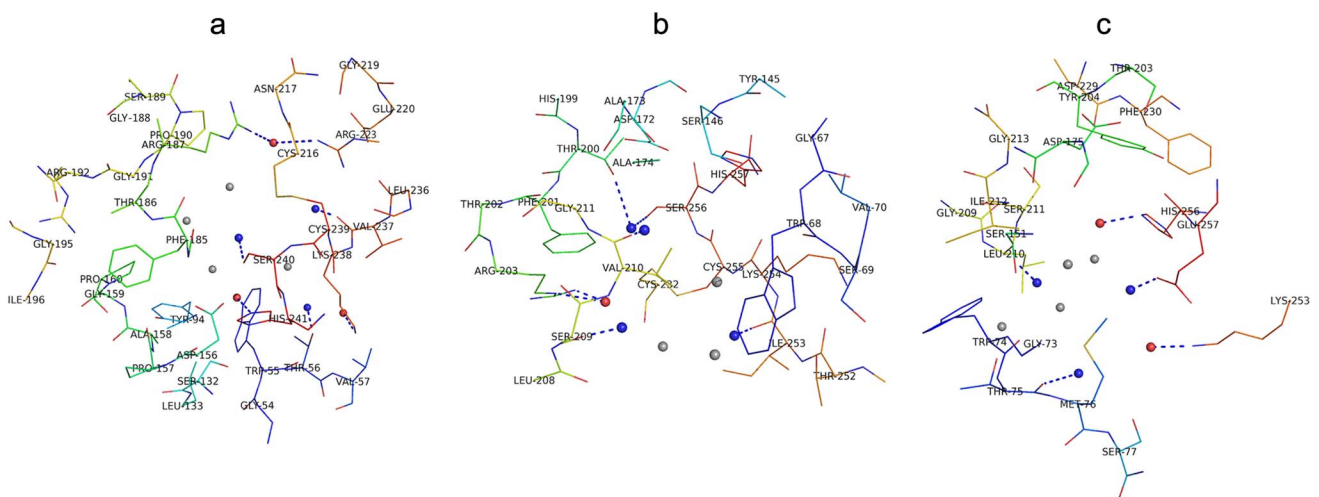 a
GLY-219
SER-189
ASN-217
GLY-188
GLU-220
PRO-190
ARG-223
ARG-187
CYS-216
ARG-192
GLY-191
LEU-236
THR-186
CYS-239
VAL-237
GLY-195
PHE-185
LYS-238
SER-240
PRO-160
GLY-159
ILE-196
TYR-94
HIS-241
ALA-158
ASP-156
PRO-157
SER-132
TRP-55
THR-56
VAL-57
LEU-133
GLY-54
b
TYR-145
HIS-199
ALA-173
ASP-172
SER-146
GLY-67
THR-200
ALA-174
HIS-257
THR-202
PHE-201
GLY-211
SER-256
VAL-70
TRP-68
ARG-203
VAL-210
CYS-255
LYS-254
SER-69
CYS-232
SER-209
ILE-253
LEU-208
THR-252
c
THR-203
ASP-229
TYR-204
PHE-230
GLY-213
ASP-175
ILE-212
GLY-209
SER-211
HIS-256
GLU-257
SER-151
LEU-210
LYS-253
TRP-74
GLY-73
THR-75
MET-76
SER-77